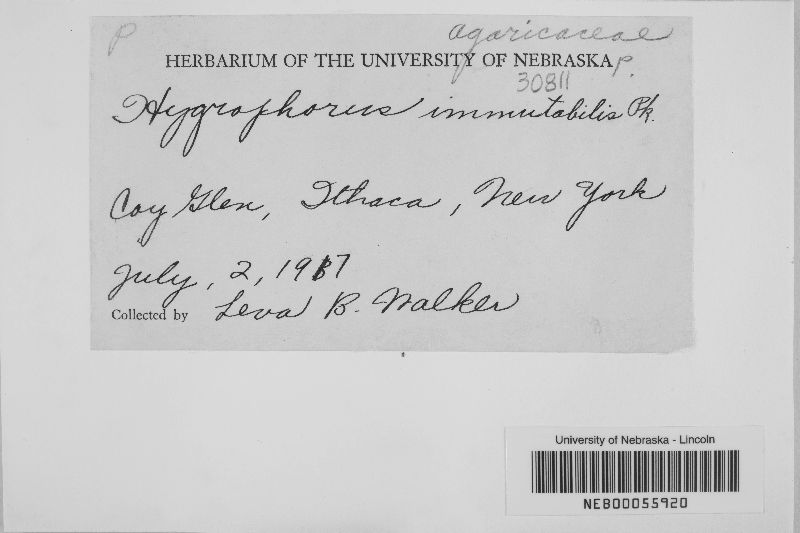 P agaricaceae
HERBARIUM OF THE UNIVERSITY OF NEBRASKA P.
30811
Hygrophorus immutabilis Pk.
Coy Glen, Ithaca, New York
July, 2, 1917
Collected by Leva B. Walker
University of Nebraska - Lincoln
NEB00055920